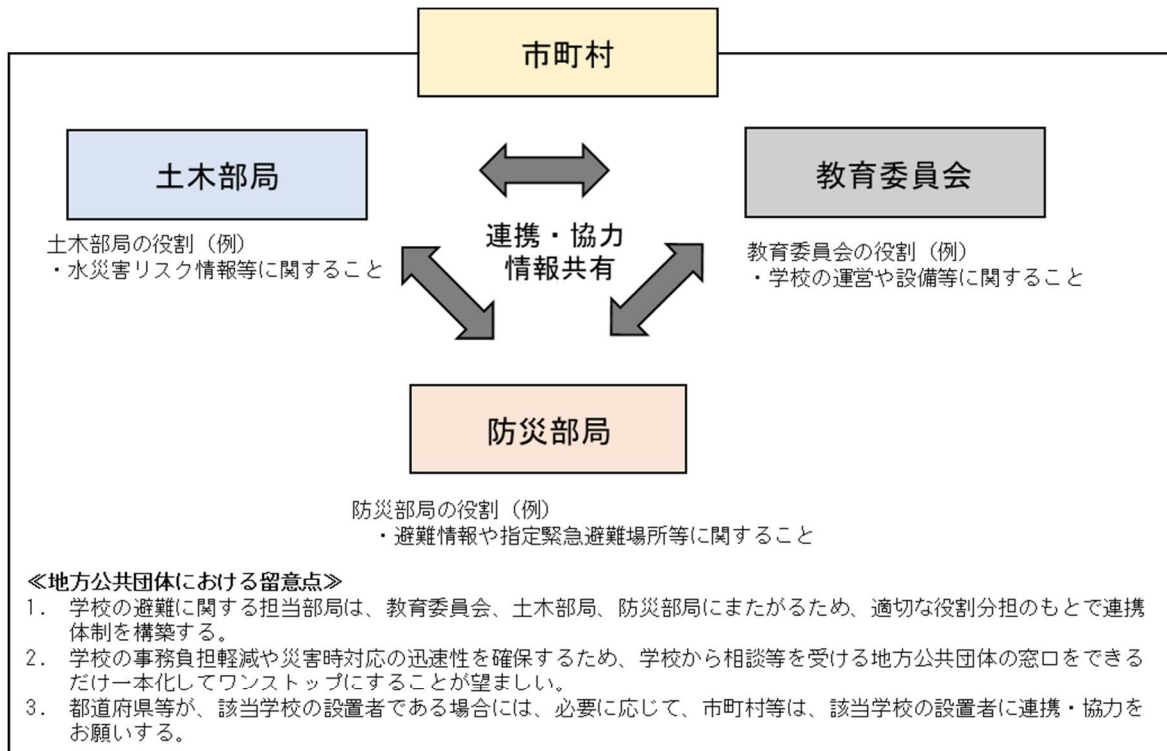 市町村
土木部局
教育委員会
土木部局の役割（例）
・水災害リスク情報等に関すること
連携・協力
情報共有
教育委員会の役割（例）
・学校の運営や設備等に関すること
防災部局
防災部局の役割（例）
・避難情報や指定緊急避難場所等に関すること
≪地方公共団体における留意点≫
1. 学校の避難に関する担当部局は、教育委員会、土木部局、防災部局にまたがるため、適切な役割分担のもとで連携
体制を構築する。
2. 学校の事務負担軽減や災害時対応の迅速性を確保するため、学校から相談等を受ける地方公共団体の窓口をできる
だけ一本化してワンストップにすることが望ましい。
3. 都道府県等が、該当学校の設置者である場合には、必要に応じて、市町村等は、該当学校の設置者に連携・協力を
お願いする。